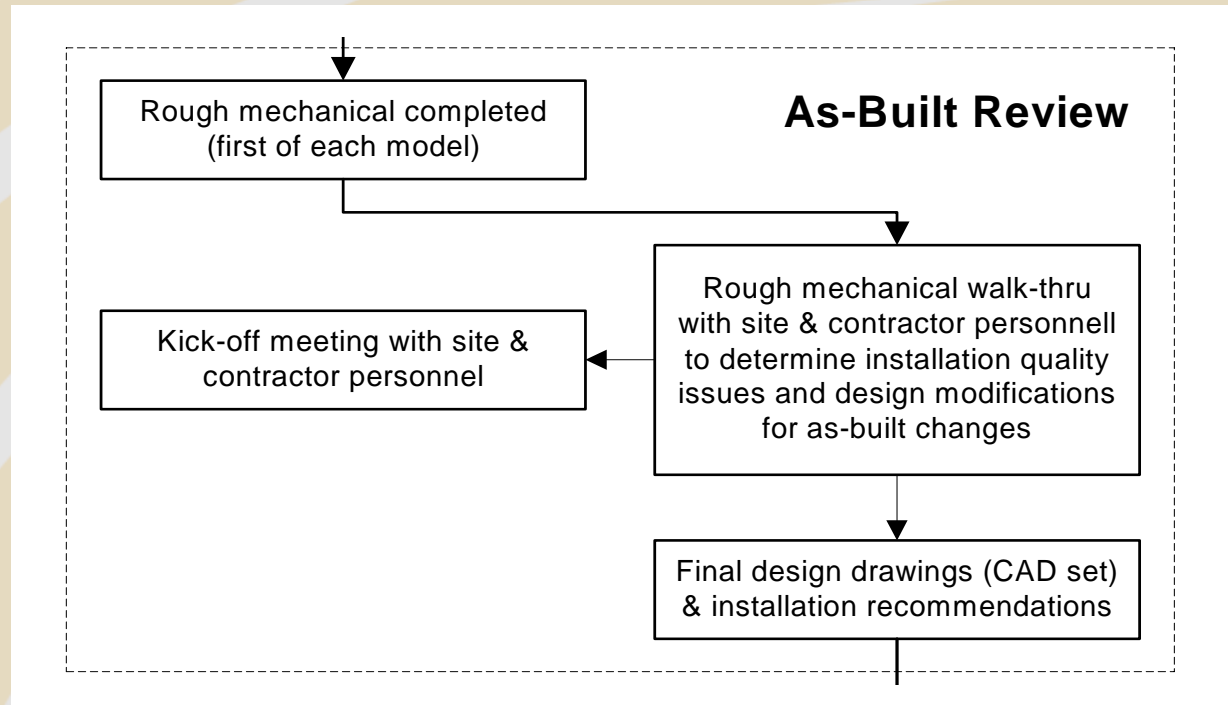 As-Built Review
Rough mechanical completed
(first of each model)
Rough mechanical walk-thru
with site & contractor personnell
to determine installation quality
issues and design modifications
for as-built changes
Kick-off meeting with site &
contractor personnel
Final design drawings (CAD set)
& installation recommendations